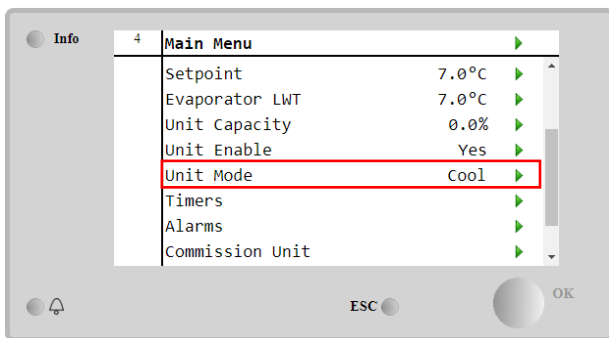 Info
4 Main Menu
Setpoint 7.0°C
Evaporator LWT 7.0°C
Unit Capacity 0.0%
Unit Enable Yes
Unit Mode Cool
Timers
Alarms
Commission Unit
ESC
OK